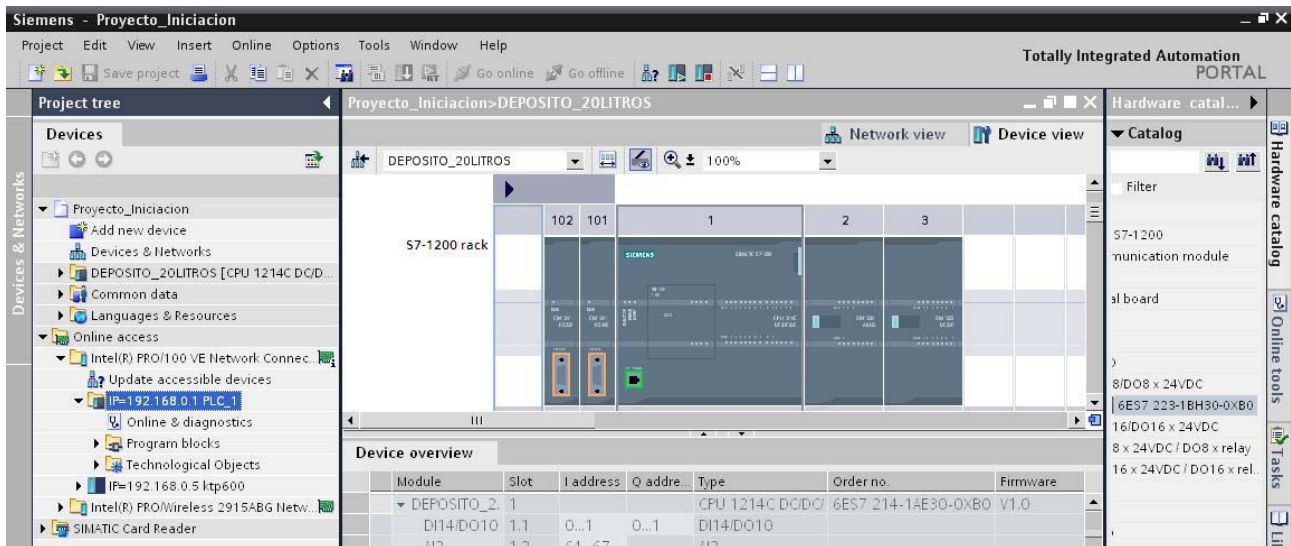 Siemens - Proyecto_Iniciacion
Project Edit View Insert Online Options Tools Window Help
Totally Integrated Automation
PORTAL
Save project Go online Go offline
Devices & Networks
Project tree
Devices
Proyecto_Iniciacion
Add new device
Devices & Networks
DEPOSITO_20LITROS [CPU 1214C DC/D...
Common data
Languages & Resources
Online access
Intel(R) PRO/100 VE Network Connec...
Update accessible devices
IP=192.168.0.1 PLC_1
Online & diagnostics
Program blocks
Technological Objects
IP=192.168.0.5 ktp600
Intel(R) PRO/Wireless 2915ABG Netw...
SIMATIC Card Reader
Proyecto_Iniciacion>DEPOSITO_20LITROS
Network view Device view
DEPOSITO_20LITROS 100%
102 101 1 2 3
S7-1200 rack
SIEMENS
Device overview
Module Slot I address Q addre... Type Order no. Firmware
DEPOSITO_2. 1 CPU 1214C DC/DC/ 6ES7 214-1AE30-0XB0 V1.0
DI14/DO10 1.1 0...1 0...1 DI14/DO10
Hardware catal...
Catalog
Filter
S7-1200
munication module
al board
8/DO8 x 24VDC
6ES7 223-1BH30-0XB0
16/DO16 x 24VDC
8 x 24VDC / DO8 x relay
16 x 24VDC / DO16 x rel..
Hardware catalog
Online tools
Tasks